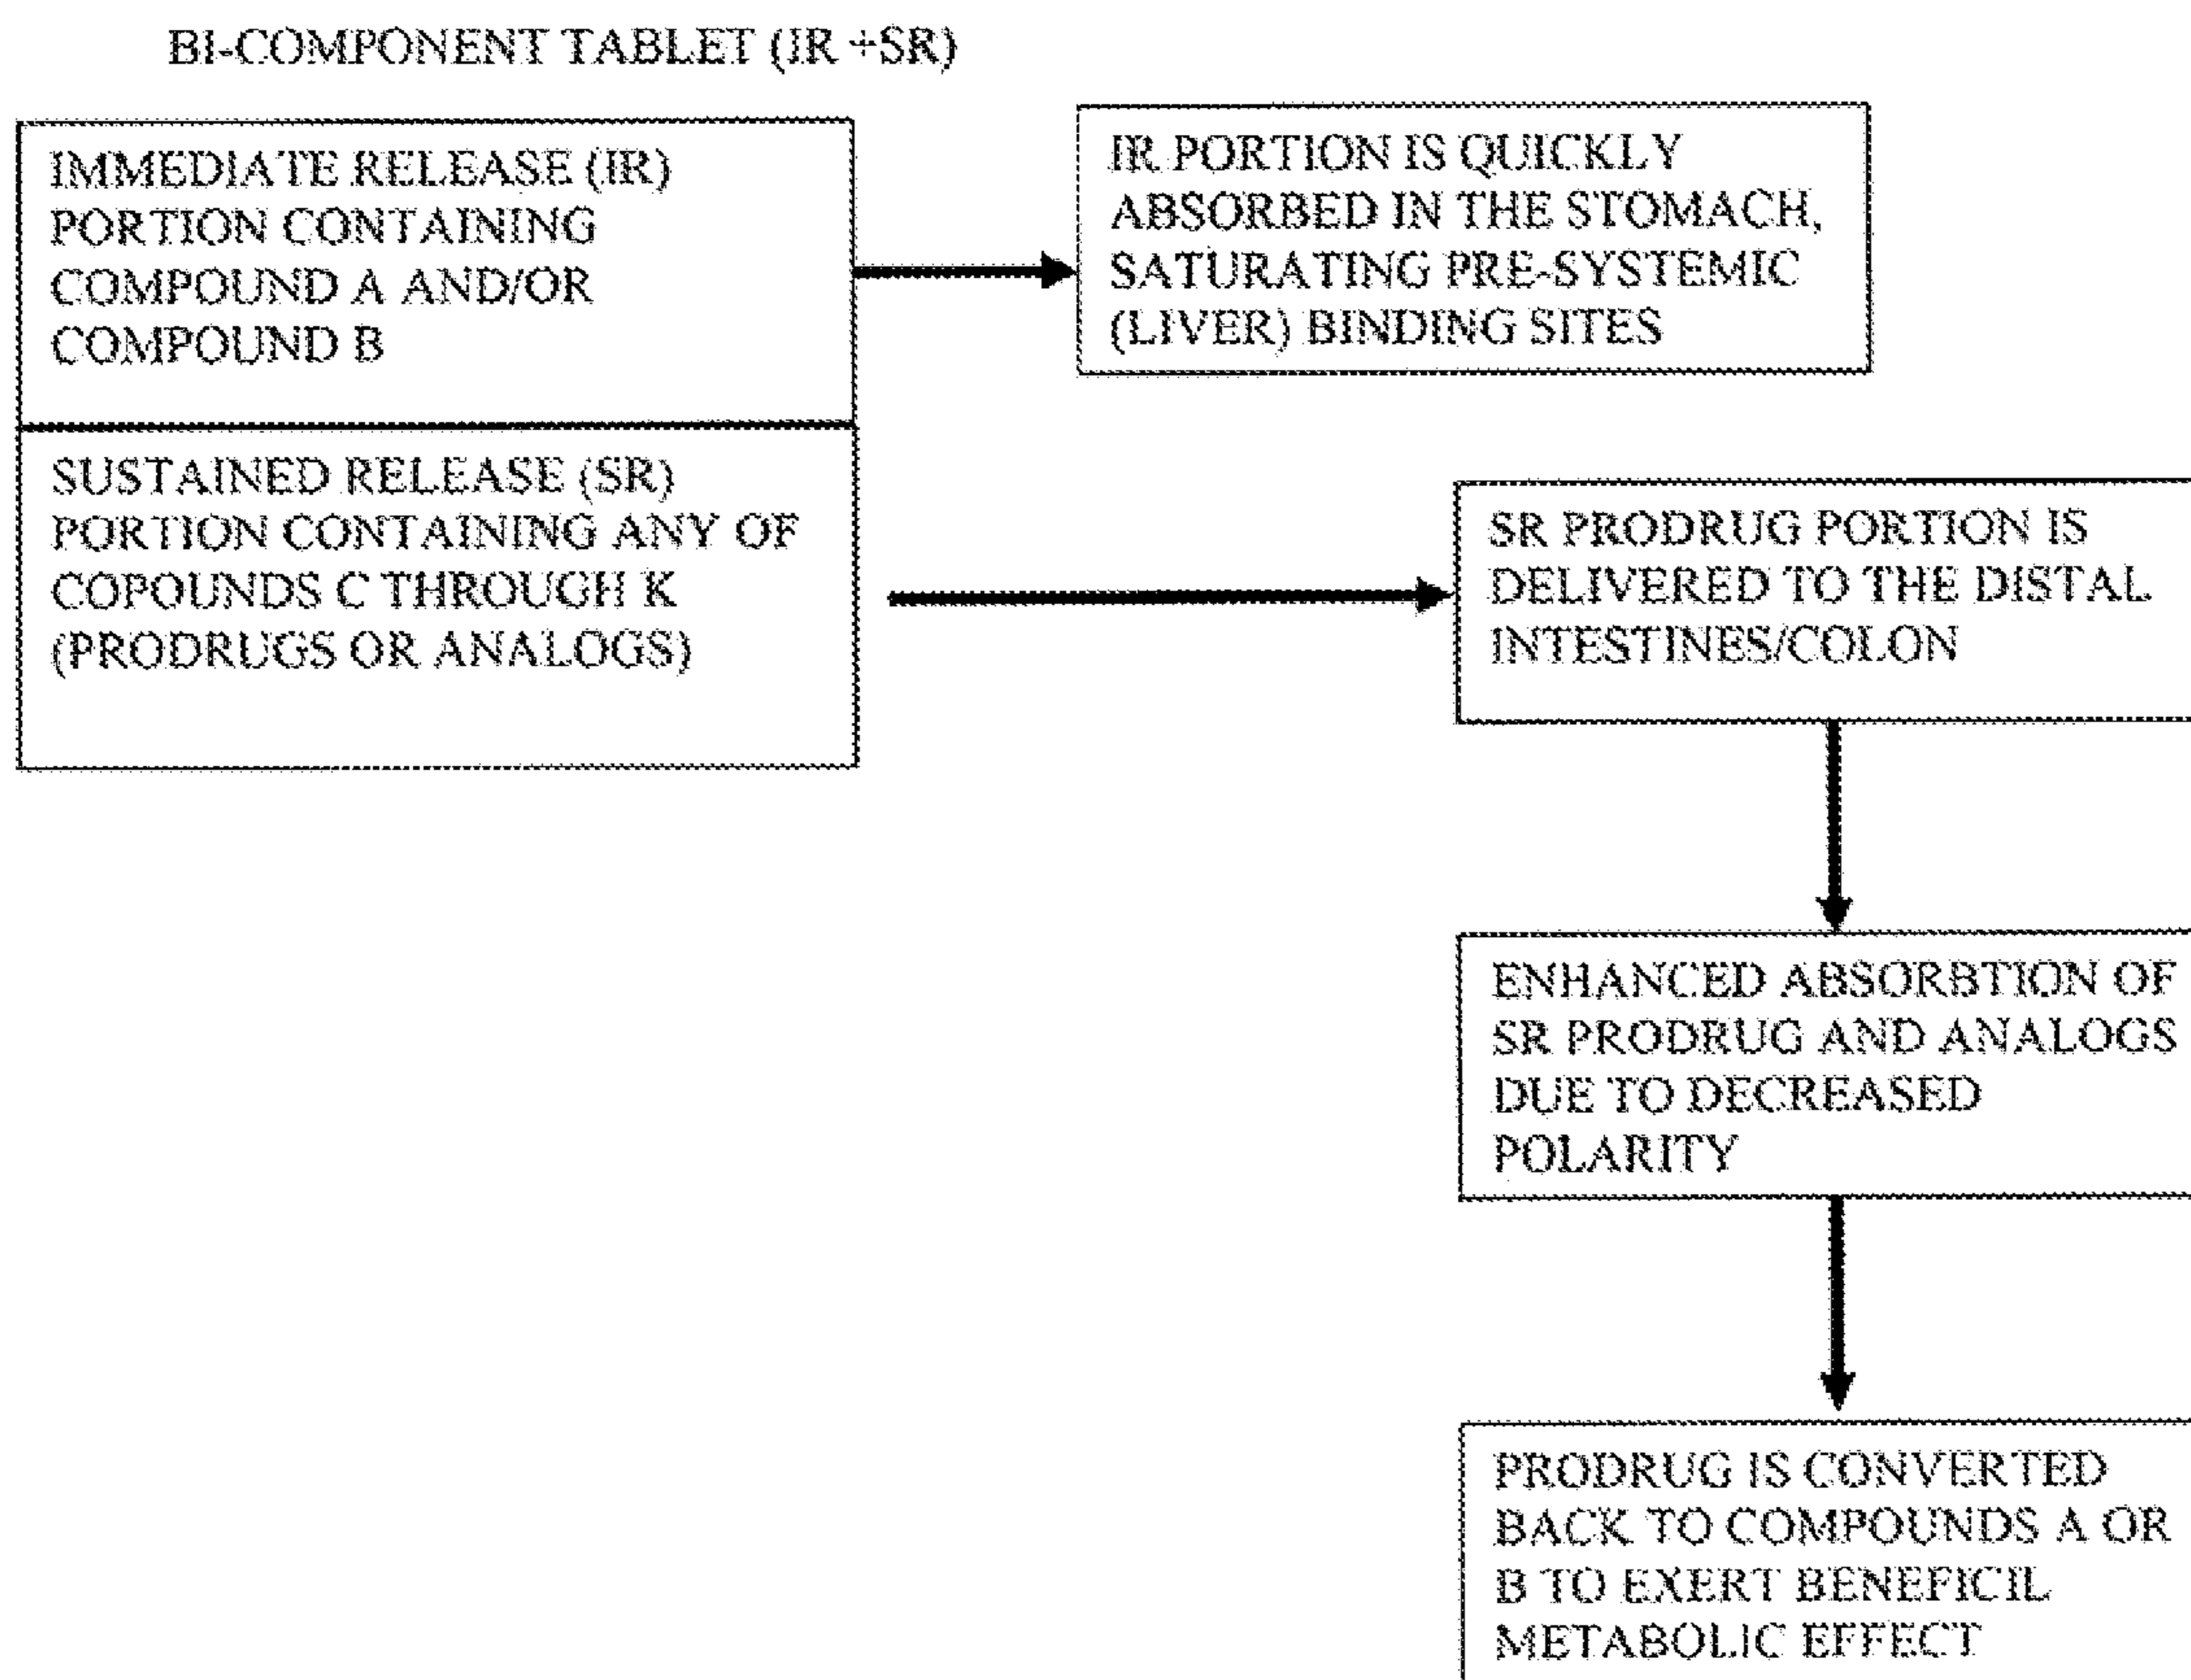 BI-COMPONENT TABLET (IR +SR)
IMMEDIATE RELEASE (IR)
PORTION CONTAINING
COMPOUND A AND/OR
COMPOUND B
IR PORTION IS QUICKLY
ABSORBED IN THE STOMACH,
SATURATING PRE-SYSTEMIC
(LIVER) BINDING SITES
SUSTAINED RELEASE (SR)
PORTION CONTAINING ANY OF
COPOUNDS C THROUGH K
(PRODRUGS OR ANALOGS)
SR PRODRUG PORTION IS
DELIVERED TO THE DISTAL
INTESTINES/COLON
ENHANCED ABSORBTION OF
SR PRODRUG AND ANALOGS
DUE TO DECREASED
POLARITY
PRODRUG IS CONVERTED
BACK TO COMPOUNDS A OR
B TO EXERT BENEFICIL
METABOLIC EFFECT